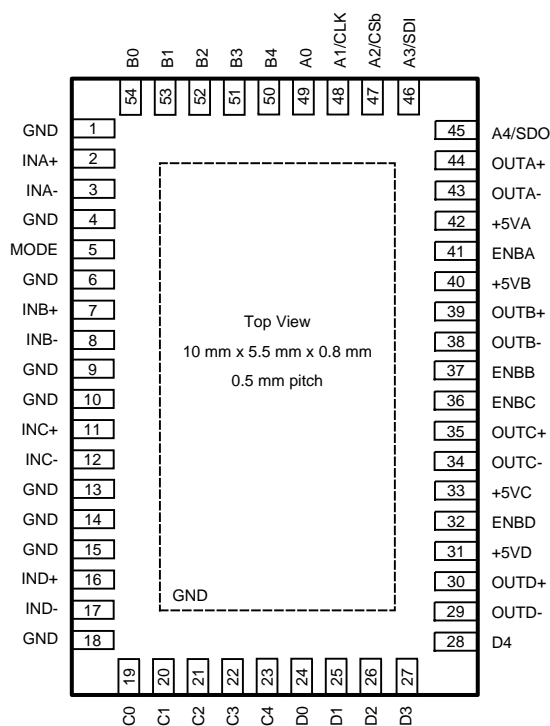 B0 B1 B2 B3 B4 A0 A1/CLK A2/CSb A3/SDI
54 53 52 51 50 49 48 47 46
GND 1
INA+ 2
INA- 3
GND 4
MODE 5
GND 6
INB+ 7
INB- 8
GND 9
GND 10
INC+ 11
INC- 12
GND 13
GND 14
GND 15
IND+ 16
IND- 17
GND 18
Top View
10 mm x 5.5 mm x 0.8 mm
0.5 mm pitch
GND
45 A4/SDO
44 OUTA+
43 OUTA-
42 +5VA
41 ENBA
40 +5VB
39 OUTB+
38 OUTB-
37 ENBB
36 ENBC
35 OUTC+
34 OUTC-
33 +5VC
32 ENBD
31 +5VD
30 OUTD+
29 OUTD-
28 D4
19 20 21 22 23 24 25 26 27
C0 C1 C2 C3 C4 D0 D1 D2 D3